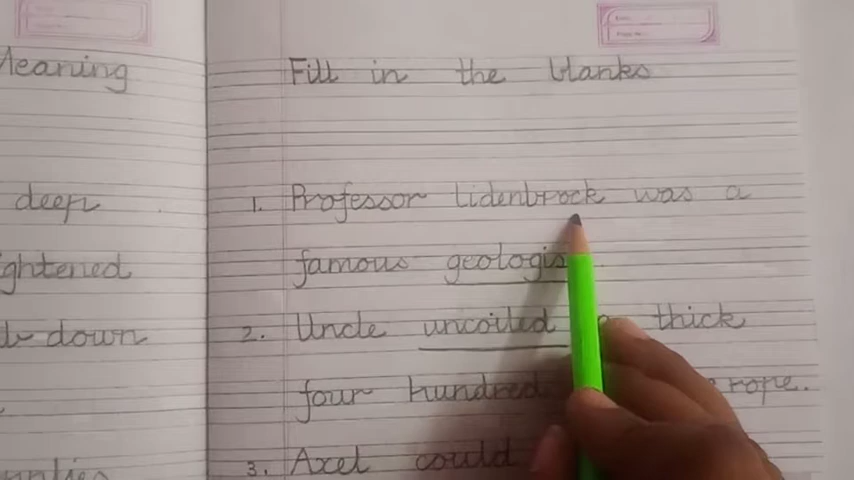 Meaning
deep
down
Fill in the blanks
1. Professor Lidenbrock was a
famous geologis
2. Uncle uncoiled thick
four hundred rope.
3. Axel could